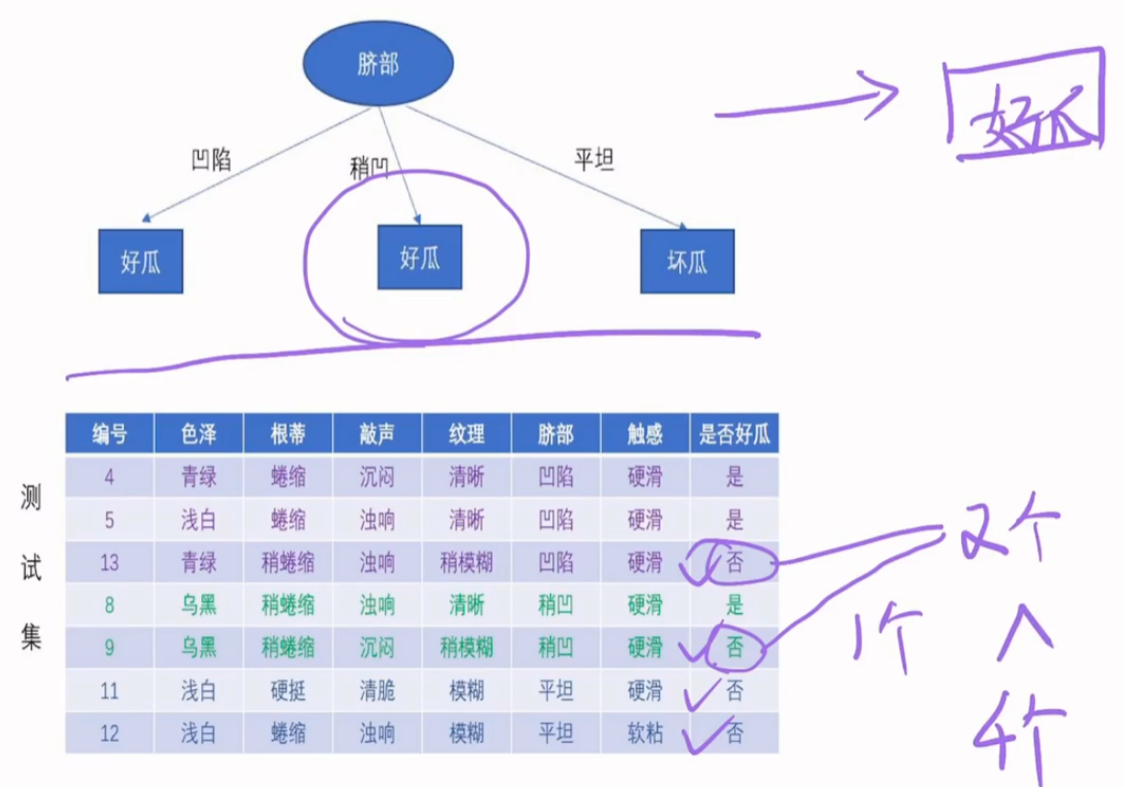 脐部
好瓜
凹陷
稍凹
平坦
好瓜
好瓜
坏瓜
编号 色泽 根蒂 敲声 纹理 脐部 触感 是否好瓜
4 青绿 蜷缩 沉闷 清晰 凹陷 硬滑 是
测
5 浅白 蜷缩 浊响 清晰 凹陷 硬滑 是
13 青绿 稍蜷缩 浊响 稍模糊 凹陷 硬滑 否
2个
试
8 乌黑 稍蜷缩 浊响 清晰 稍凹 硬滑 是
集
9 乌黑 稍蜷缩 沉闷 稍模糊 稍凹 硬滑 否
1个
11 浅白 硬挺 清脆 模糊 平坦 硬滑 否
12 浅白 蜷缩 浊响 模糊 平坦 软粘 否
4个